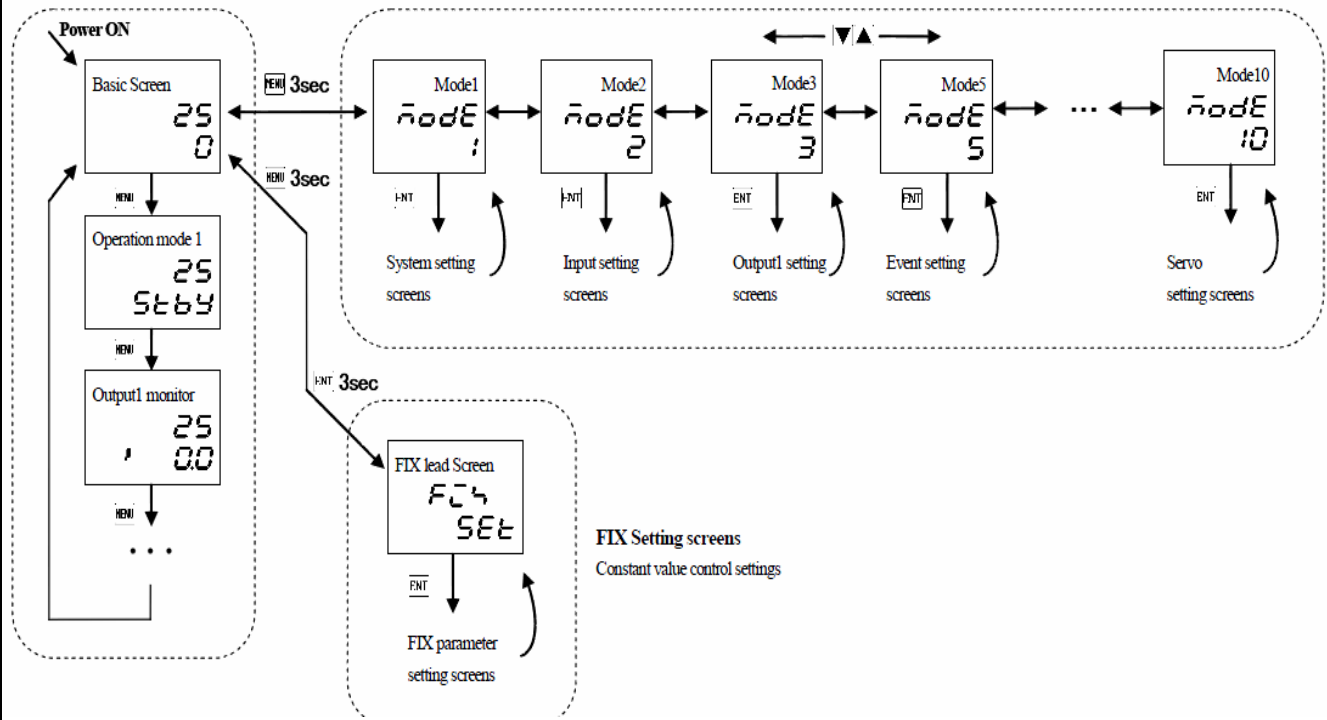 Power ON
Basic Screen
25
0
MENU 3sec
MENU 3sec
MENU
Operation mode 1
25
Stby
MENU
Output1 monitor
25
0.0
MENU
...
▼▲
Mode1
modE
1
ENT
System setting
screens
Mode2
modE
2
ENT
Input setting
screens
Mode3
modE
3
ENT
Output1 setting
screens
Mode5
modE
5
ENT
Event setting
screens
...
Mode10
modE
10
ENT
Servo
setting screens
ENT 3sec
FIX lead Screen
Fix
SEt
ENT
FIX parameter
setting screens
FIX Setting screens
Constant value control settings